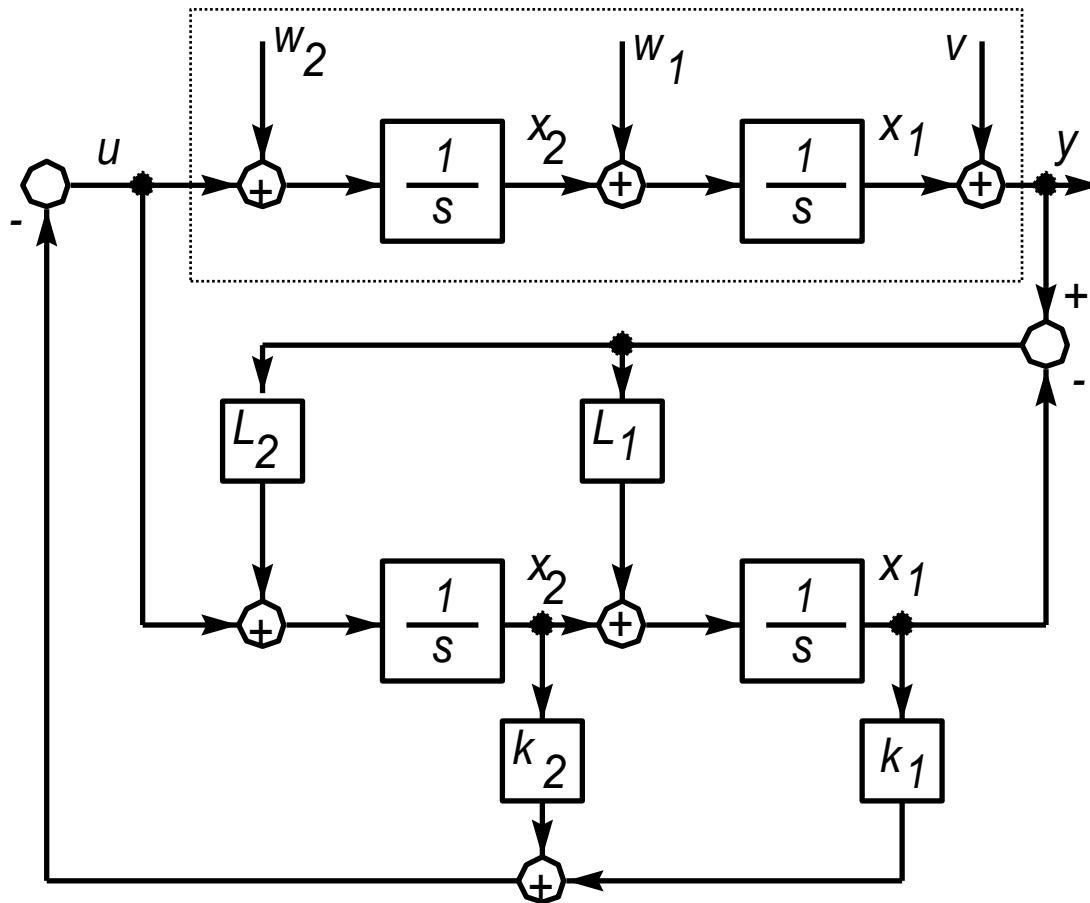 w2 w1 v
u + 1/s x2 + 1/s x1 + y
-
+
-
L2 L1
+ 1/s x2 + 1/s x1
k2 k1
+